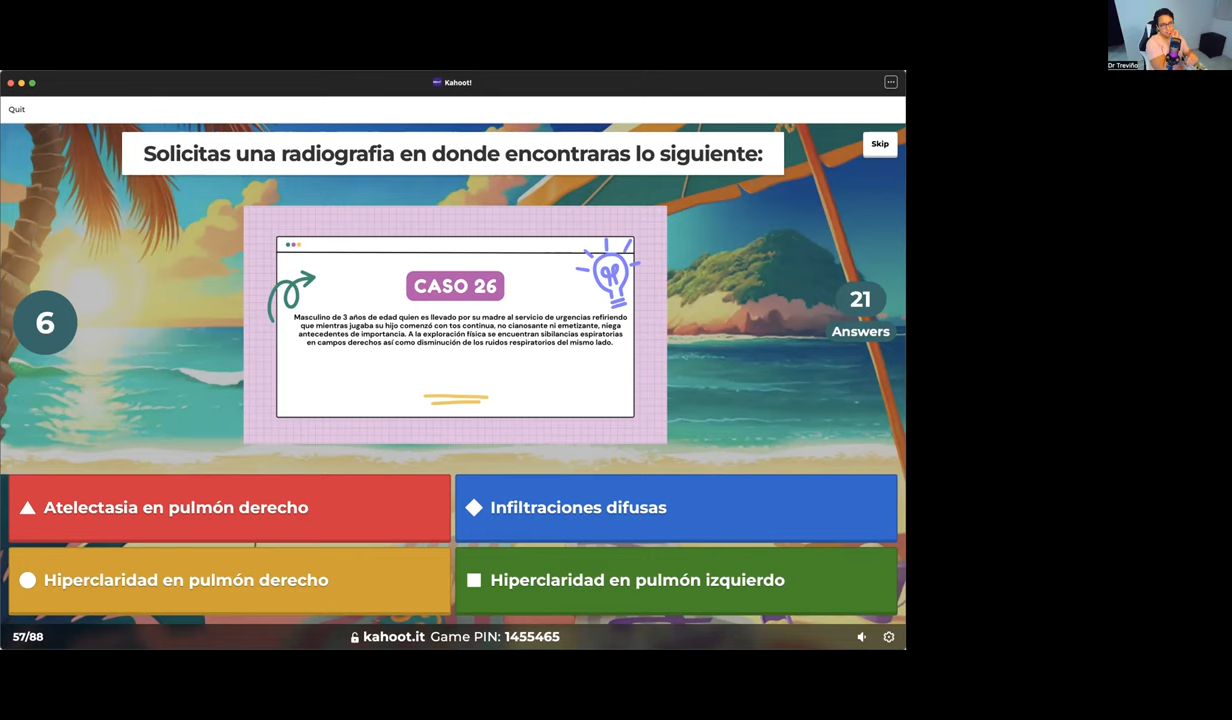 Dr Treviño
Kahoot!
Quit
Solicitas una radiografia en donde encontraras lo siguiente:
Skip
CASO 26
Masculino de 3 años de edad quien es llevado por su madre al servicio de urgencias refiriendo
que mientras jugaba su hijo comenzó con tos continua, no cianosante ni emetizante, niega
antecedentes de importancia. A la exploración física se encuentran sibilancias espiratorias
en campos derechos así como disminución de los ruidos respiratorios del mismo lado.
6
21
Answers
Atelectasia en pulmón derecho
Infiltraciones difusas
Hiperclaridad en pulmón derecho
Hiperclaridad en pulmón izquierdo
57/88
kahoot.it Game PIN: 1455465